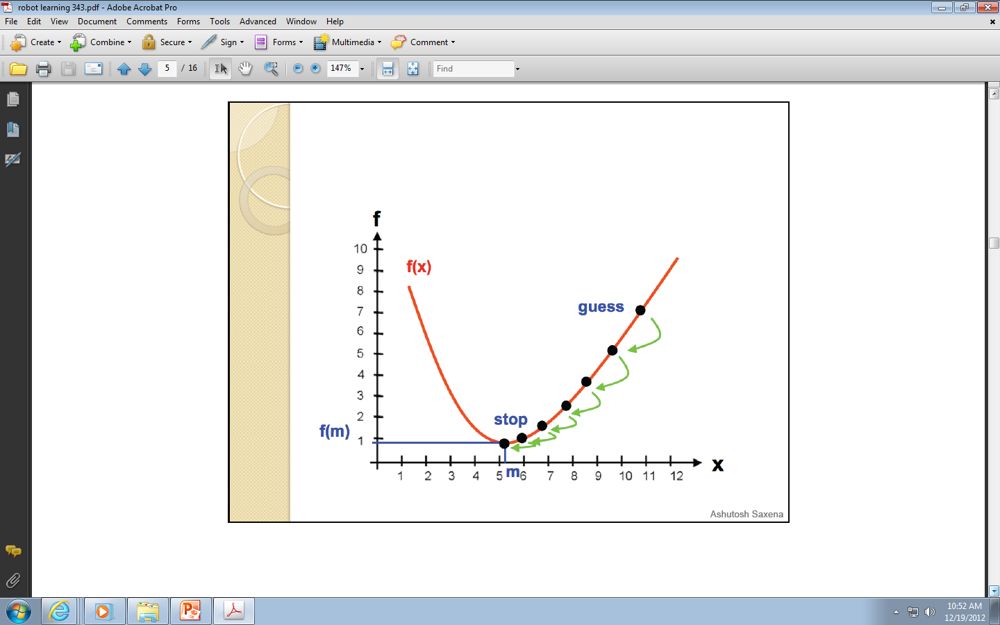 robot learning 343.pdf - Adobe Acrobat Pro
File Edit View Document Comments Forms Tools Advanced Window Help
Create Combine Secure Sign Forms Multimedia Comment
5 / 16 147% Find
f
10
9
8
7
6
5
4
3
2
1
f(x)
guess
stop
f(m)
m
x
1 2 3 4 5 6 7 8 9 10 11 12
Ashutosh Saxena
10:52 AM
12/19/2012